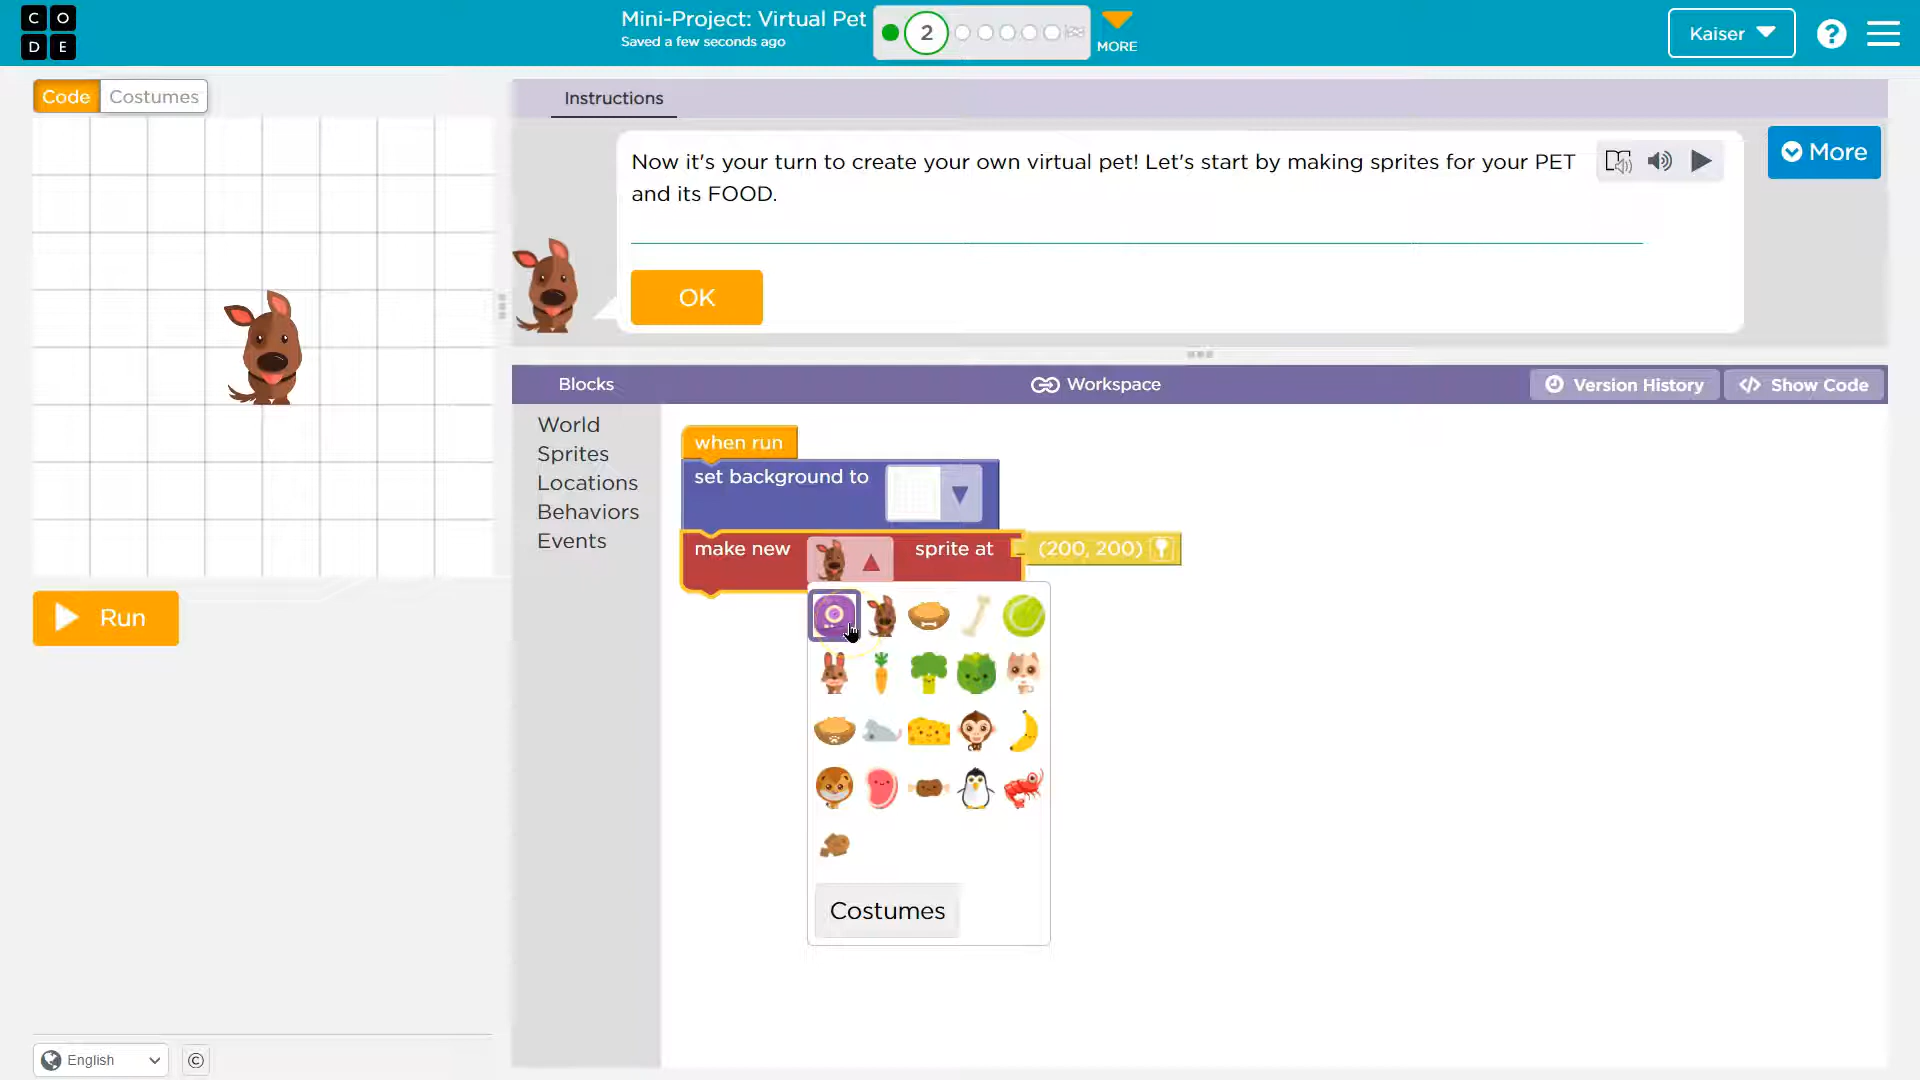 C O
D E
Mini-Project: Virtual Pet
Saved a few seconds ago
2
MORE
Kaiser
?
Code
Costumes
Instructions
Now it's your turn to create your own virtual pet! Let's start by making sprites for your PET
and its FOOD.
More
OK
Blocks
Workspace
Version History
Show Code
World
Sprites
Locations
Behaviors
Events
when run
set background to
make new
sprite at
(200, 200)
Run
Costumes
English
©